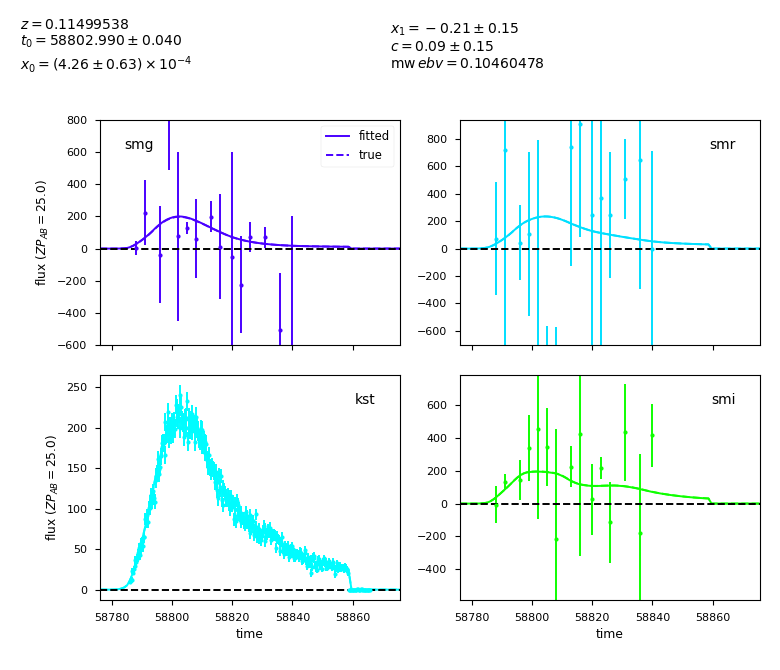 z = 0.11499538
t₀ = 58802.990 ± 0.040
x₀ = (4.26 ± 0.63) × 10⁻⁴
x₁ = −0.21 ± 0.15
c = 0.09 ± 0.15
mw ebv = 0.10460478
smg
fitted
true
800
600
400
200
0
−200
−400
−600
flux (ZP_AB = 25.0)
smr
800
600
400
200
0
−200
−400
−600
kst
250
200
150
100
50
0
flux (ZP_AB = 25.0)
58780 58800 58820 58840 58860
time
smi
600
400
200
0
−200
−400
58780 58800 58820 58840 58860
time